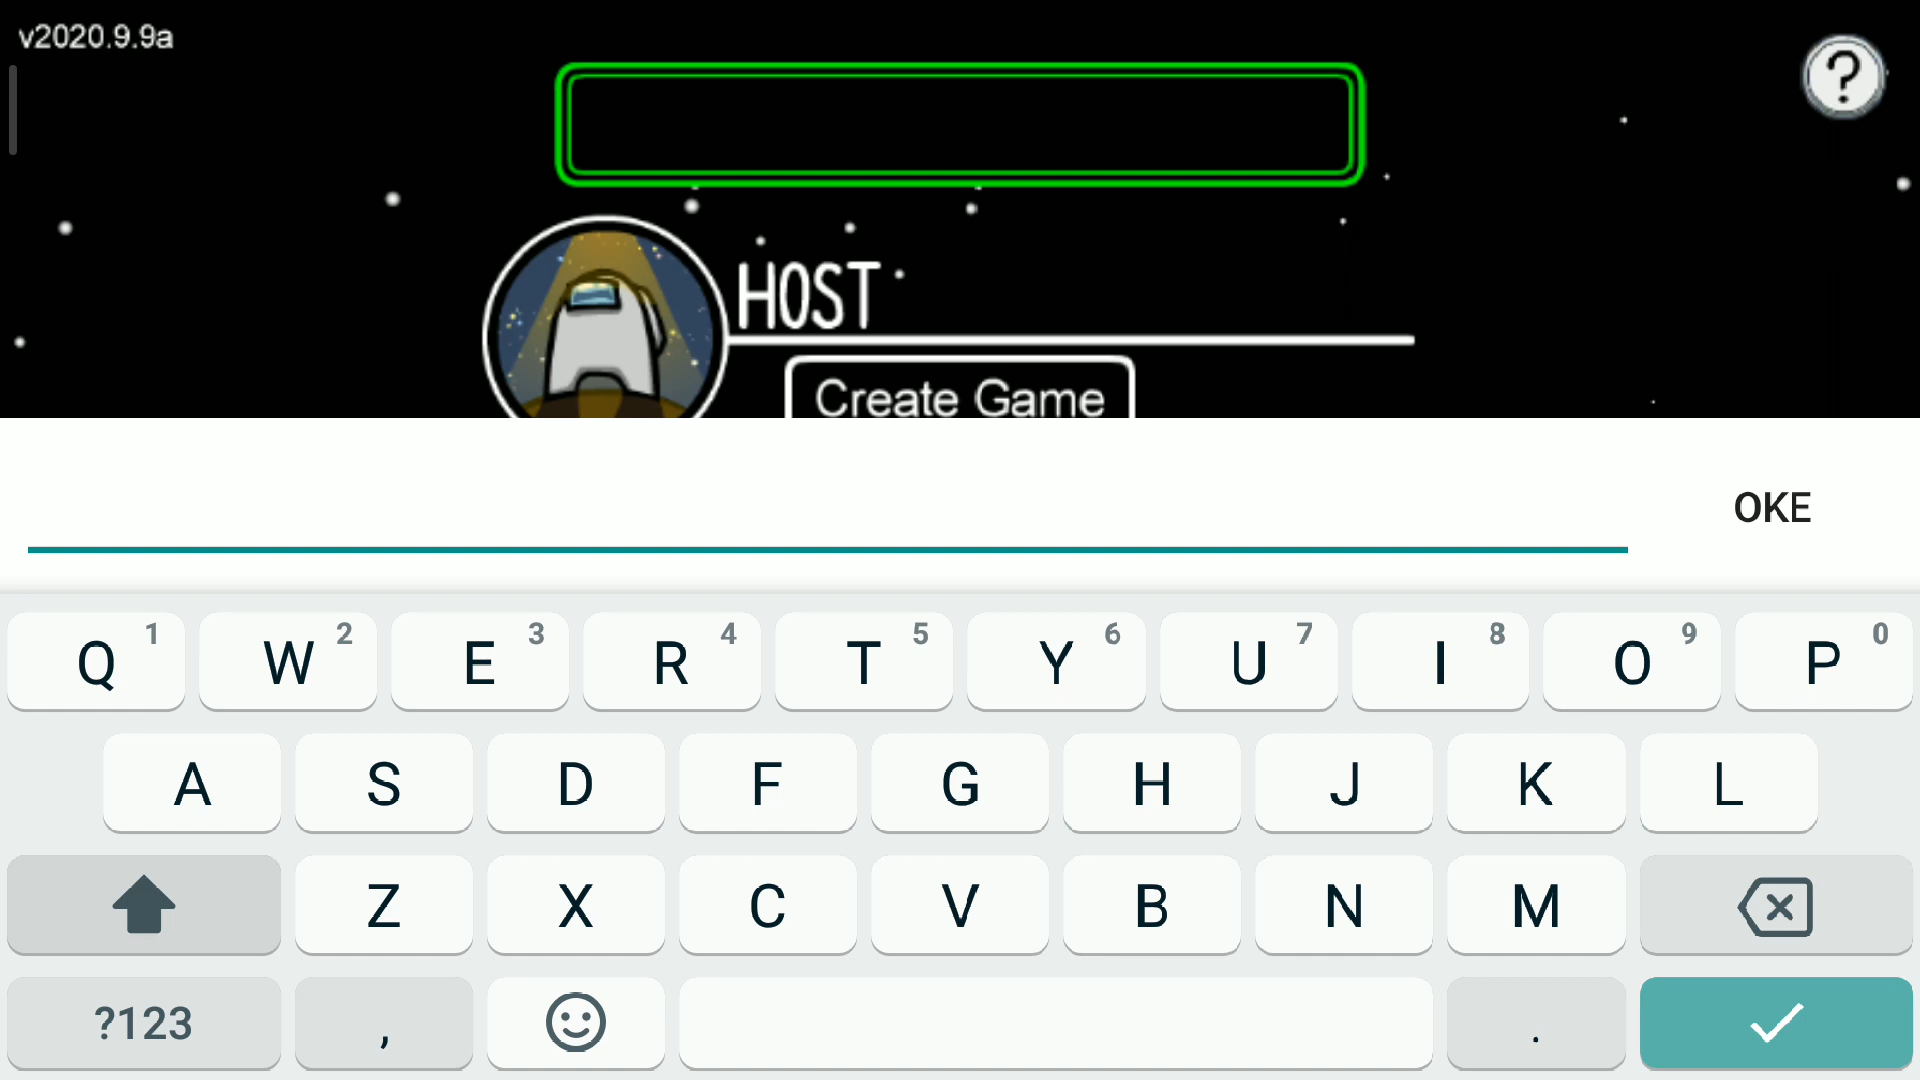 v2020.9.9a
?
HOST
Create Game
OKE
Q 1 W 2 E 3 R 4 T 5 Y 6 U 7 I 8 O 9 P 0
A S D F G H J K L
Z X C V B N M
?123 , .